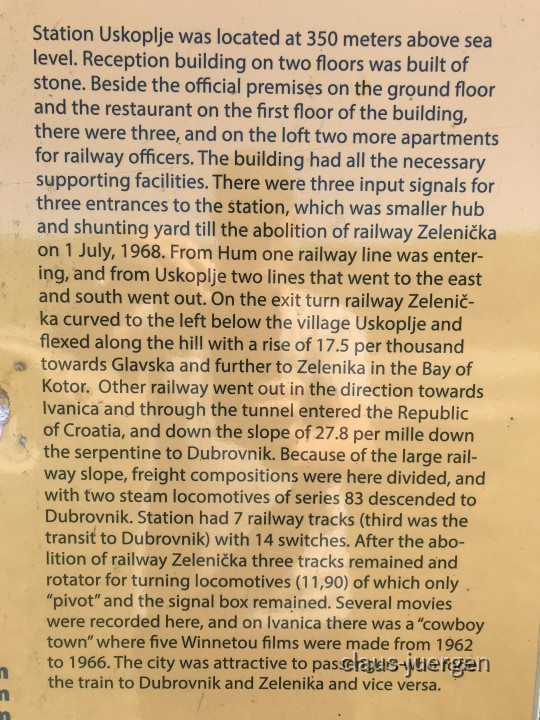 Station Uskoplje was located at 350 meters above sea
level. Reception building on two floors was built of
stone. Beside the official premises on the ground floor
and the restaurant on the first floor of the building,
there were three, and on the loft two more apartments
for railway officers. The building had all the necessary
supporting facilities. There were three input signals for
three entrances to the station, which was smaller hub
and shunting yard till the abolition of railway Zelenička
on 1 July, 1968. From Hum one railway line was enter-
ing, and from Uskoplje two lines that went to the east
and south went out. On the exit turn railway Zelenič-
ka curved to the left below the village Uskoplje and
flexed along the hill with a rise of 17.5 per thousand
towards Glavska and further to Zelenika in the Bay of
Kotor. Other railway went out in the direction towards
Ivanica and through the tunnel entered the Republic
of Croatia, and down the slope of 27.8 per mille down
the serpentine to Dubrovnik. Because of the large rail-
way slope, freight compositions were here divided, and
with two steam locomotives of series 83 descended to
Dubrovnik. Station had 7 railway tracks (third was the
transit to Dubrovnik) with 14 switches. After the abo-
lition of railway Zelenička three tracks remained and
rotator for turning locomotives (11,90) of which only
“pivot” and the signal box remained. Several movies
were recorded here, and on Ivanica there was a “cowboy
town” where five Winnetou films were made from 1962
to 1966. The city was attractive to who rode
claus-juergen
the train to Dubrovnik and Zelenika and vice versa.